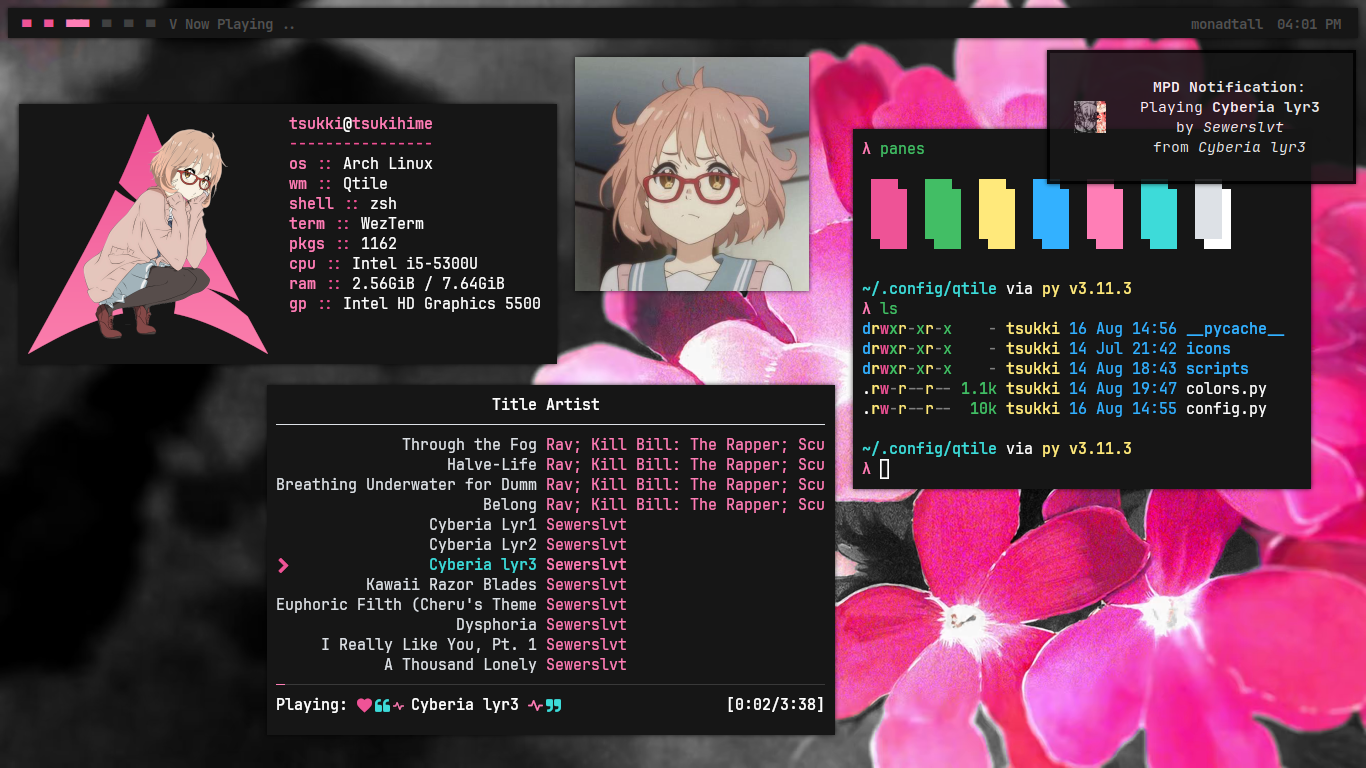 V Now Playing ..
monadtall 04:01 PM
MPD Notification:
Playing Cyberia lyr3
by Sewerslvt
from Cyberia lyr3
tsukki@tsukihime
----------------
os :: Arch Linux
wm :: Qtile
shell :: zsh
term :: WezTerm
pkgs :: 1162
cpu :: Intel i5-5300U
ram :: 2.56GiB / 7.64GiB
gp :: Intel HD Graphics 5500
λ panes
~/.config/qtile via py v3.11.3
λ ls
drwxr-xr-x - tsukki 16 Aug 14:56 __pycache__
drwxr-xr-x - tsukki 14 Jul 21:42 icons
drwxr-xr-x - tsukki 14 Aug 18:43 scripts
.rw-r--r-- 1.1k tsukki 14 Aug 19:47 colors.py
.rw-r--r-- 10k tsukki 16 Aug 14:55 config.py
~/.config/qtile via py v3.11.3
λ
Title Artist
Through the Fog Rav; Kill Bill: The Rapper; Scu
Halve-Life Rav; Kill Bill: The Rapper; Scu
Breathing Underwater for Dumm Rav; Kill Bill: The Rapper; Scu
Belong Rav; Kill Bill: The Rapper; Scu
Cyberia Lyr1 Sewerslvt
Cyberia Lyr2 Sewerslvt
Cyberia lyr3 Sewerslvt
Kawaii Razor Blades Sewerslvt
Euphoric Filth (Cheru's Theme Sewerslvt
Dysphoria Sewerslvt
I Really Like You, Pt. 1 Sewerslvt
A Thousand Lonely Sewerslvt
Playing: Cyberia lyr3 [0:02/3:38]